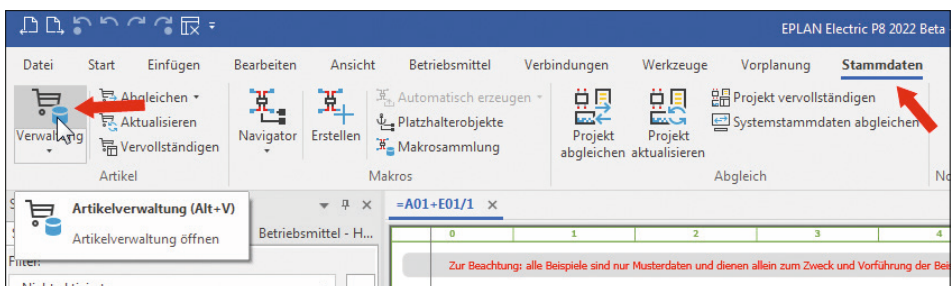 EPLAN Electric P8 2022 Beta
Datei Start Einfügen Bearbeiten Ansicht Betriebsmittel Verbindungen Werkzeuge Vorplanung Stammdaten
Verwaltung
Abgleichen
Aktualisieren
Vervollständigen
Artikel
Navigator
Erstellen
Automatisch erzeugen
Platzhalterobjekte
Makrosammlung
Makros
Projekt
abgleichen
Projekt
aktualisieren
Projekt vervollständigen
Systemstammdaten abgleichen
Abgleich
Artikelverwaltung (Alt+V)
Artikelverwaltung öffnen
Betriebsmittel - H...
Filter:
=A01+E01/1
0 1 2 3 4
Zur Beachtung: alle Beispiele sind nur Musterdaten und dienen allein zum Zweck und Vorführung der